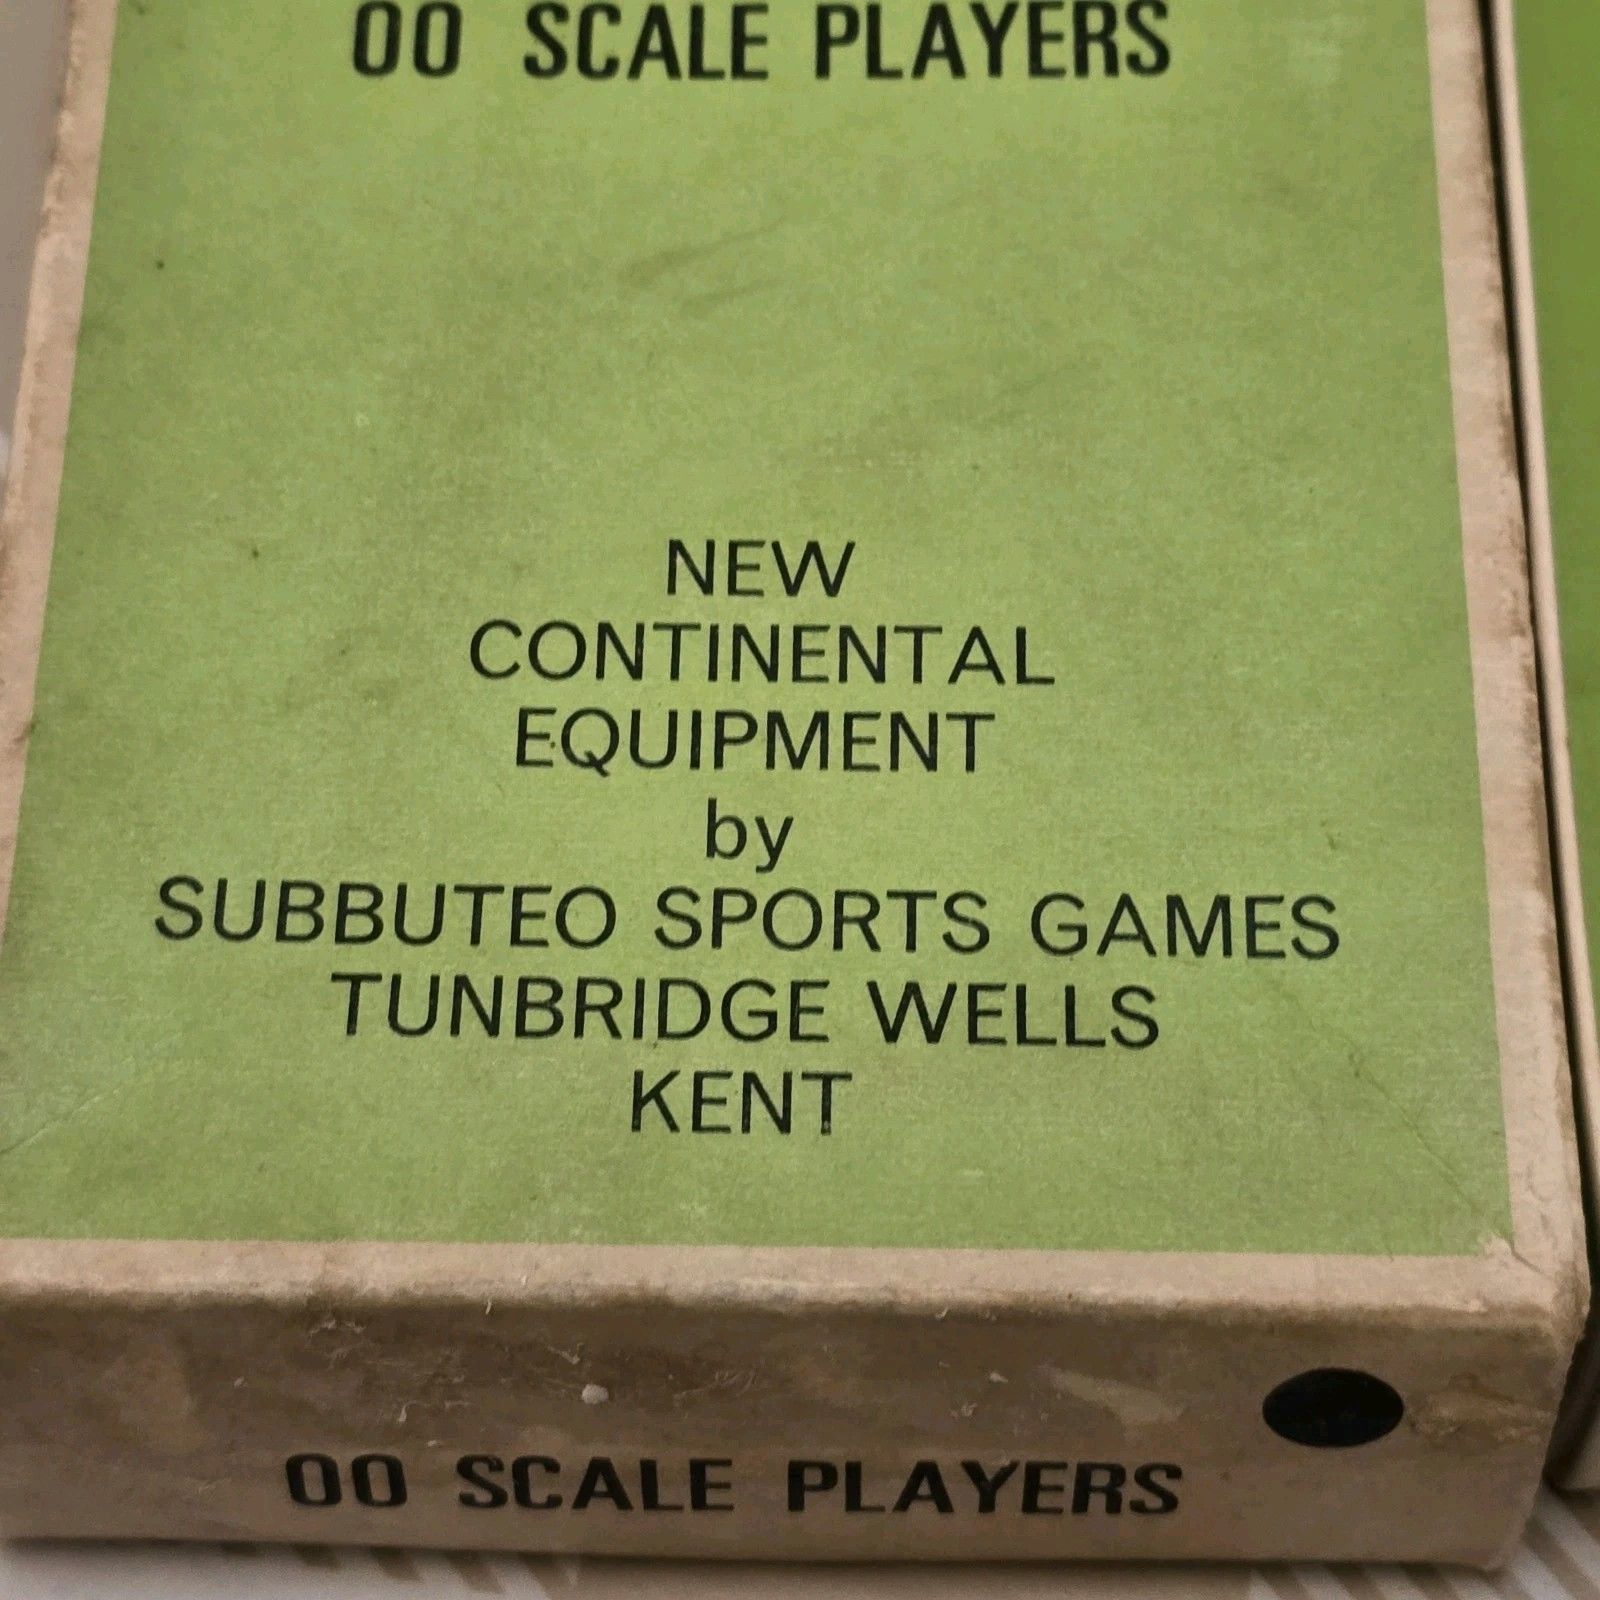 00 SCALE PLAYERS
NEW
CONTINENTAL
EQUIPMENT
by
SUBBUTEO SPORTS GAMES
TUNBRIDGE WELLS
KENT
00 SCALE PLAYERS